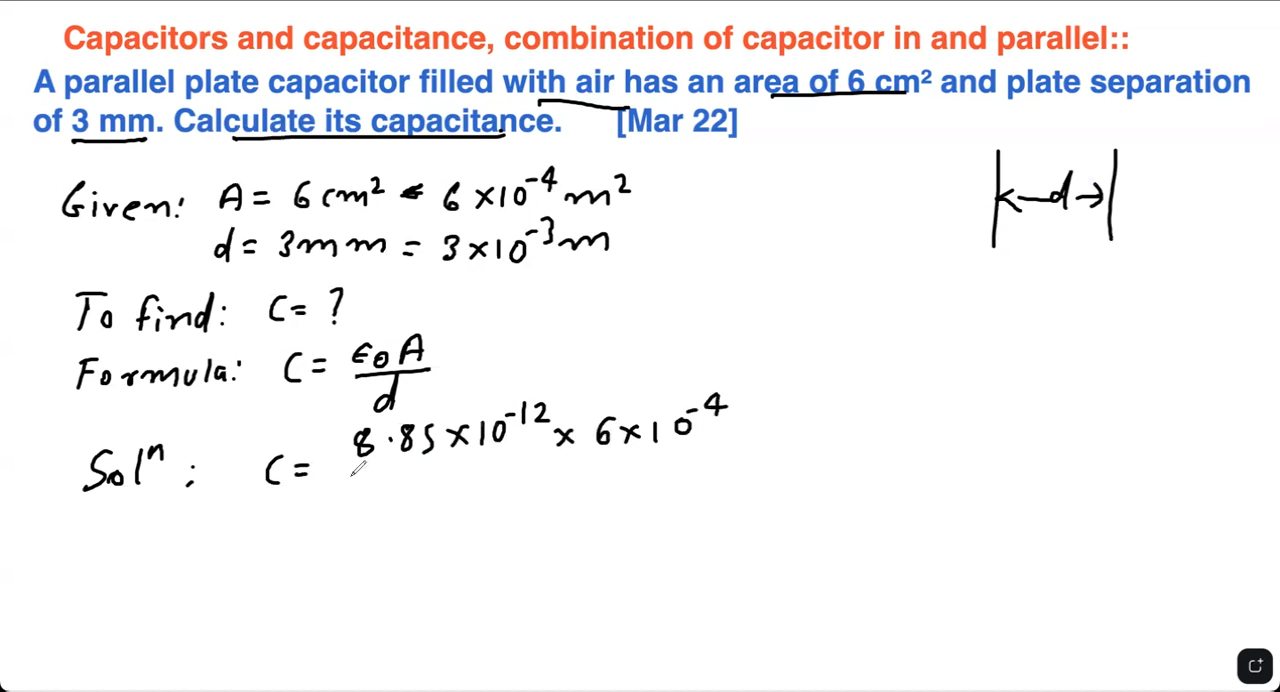 Capacitors and capacitance, combination of capacitor in and parallel::
A parallel plate capacitor filled with air has an area of 6 cm² and plate separation
of 3 mm. Calculate its capacitance. [Mar 22]
Given: A = 6 cm² = 6 × 10⁻⁴ m²
d = 3 mm = 3 × 10⁻³ m
d
To find: C = ?
Formula: C = ε₀A / d
Solⁿ: C = 8.85 × 10⁻¹² × 6 × 10⁻⁴